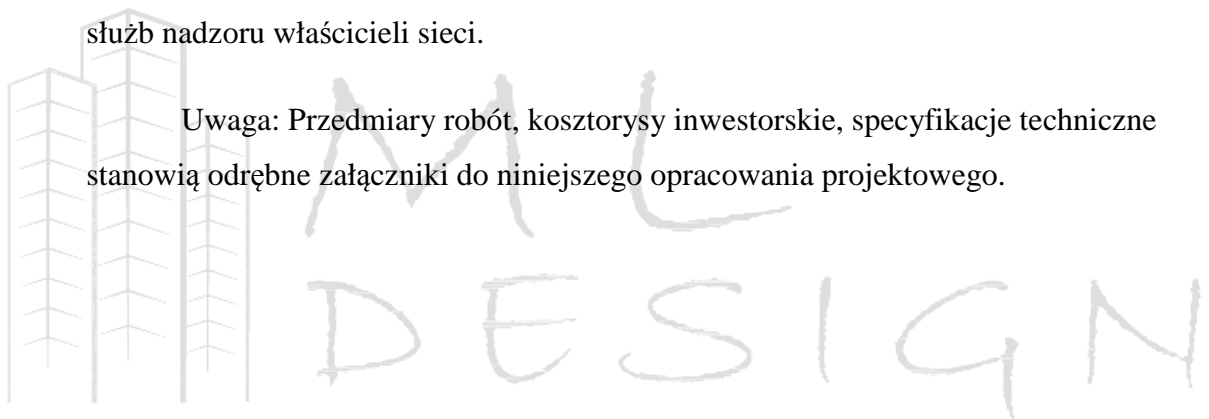 służb nadzoru właścicieli sieci.
Uwaga: Przedmiary robót, kosztorysy inwestorskie, specyfikacje techniczne
stanowią odrębne załączniki do niniejszego opracowania projektowego.
ML
DESIGN